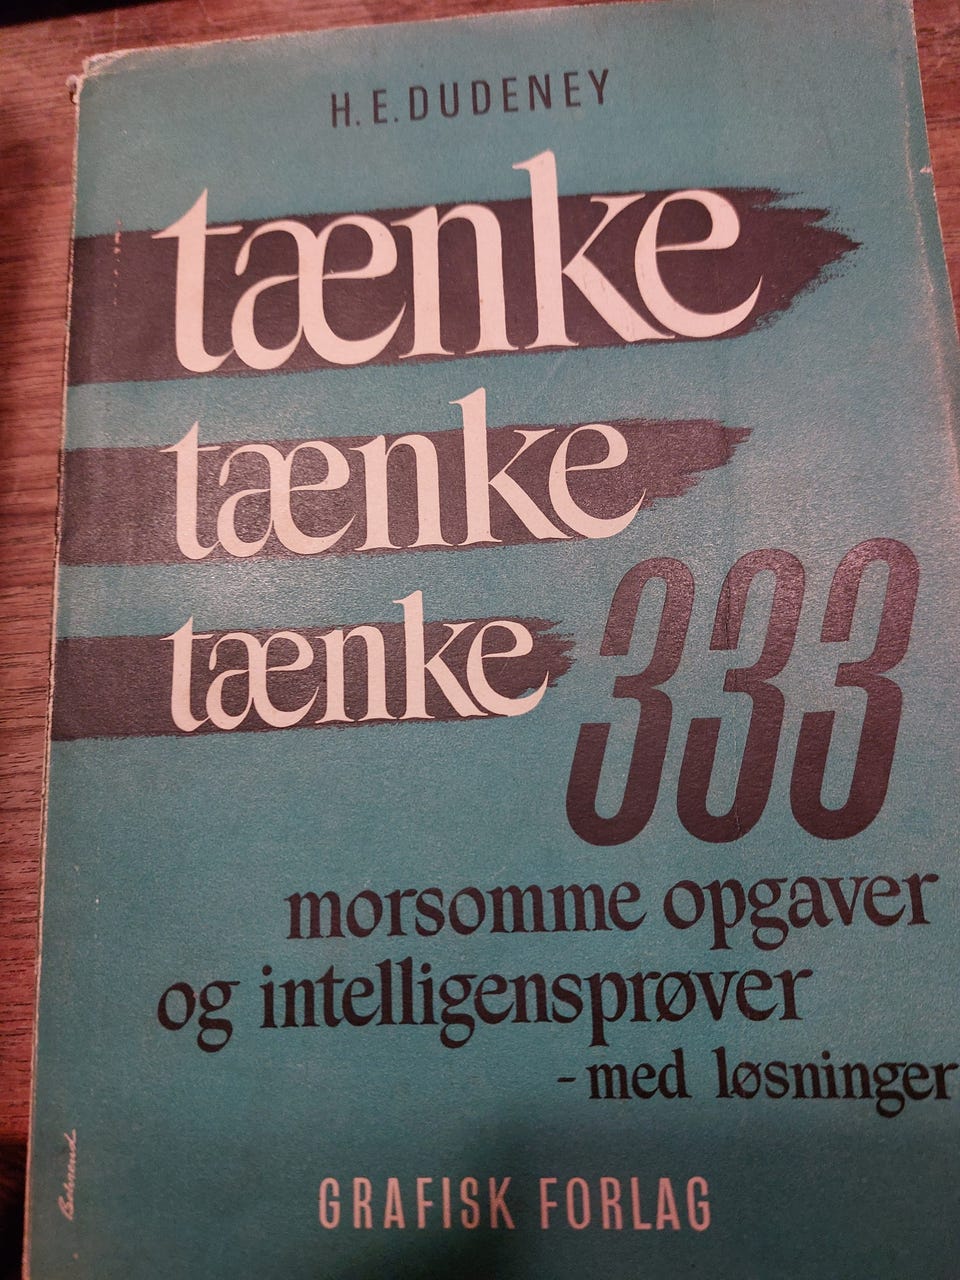 H. E. DUDENEY
tænke
tænke
tænke
333
morsomme opgaver
og intelligensprøver
- med løsninger
GRAFISK FORLAG